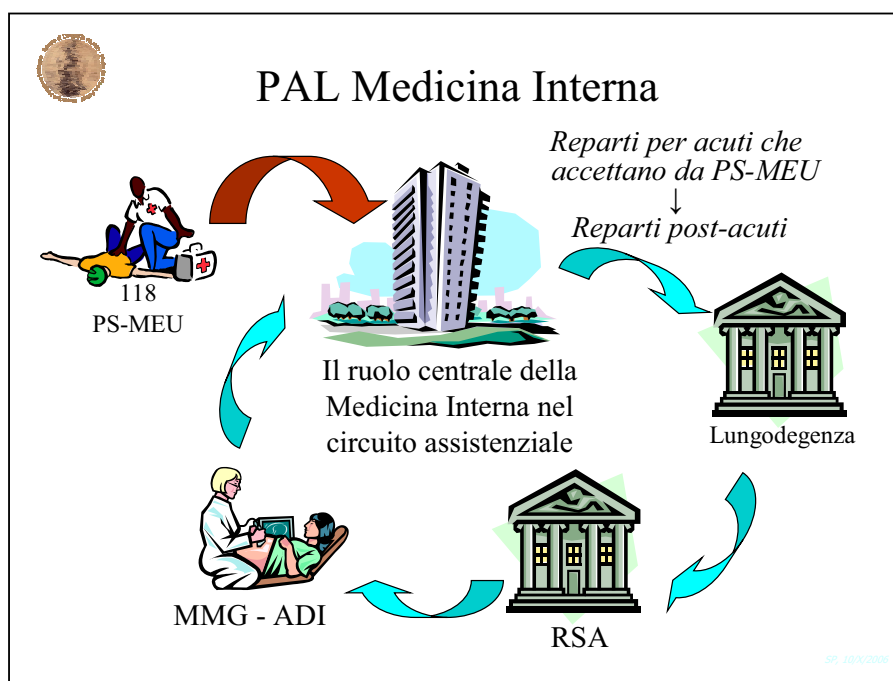 PAL Medicina Interna
Reparti per acuti che
accettano da PS-MEU
↓
Reparti post-acuti
118
PS-MEU
Il ruolo centrale della
Medicina Interna nel
circuito assistenziale
Lungodegenza
MMG - ADI
RSA